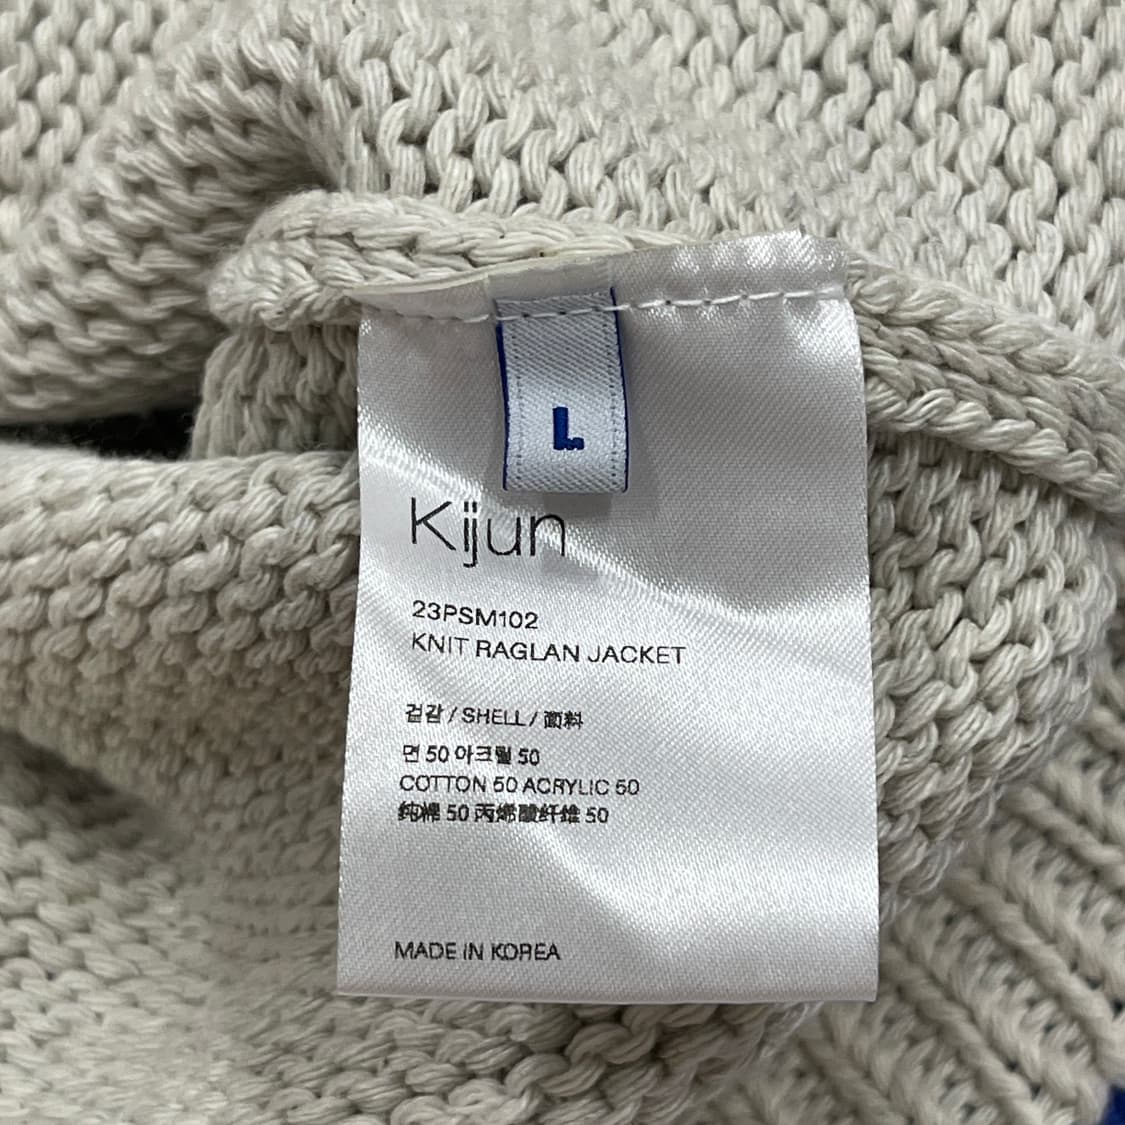 L
Kijun
23PSM102
KNIT RAGLAN JACKET
겉감 / SHELL / 面料
면 50 아크릴 50
COTTON 50 ACRYLIC 50
纯棉 50 丙烯酸纤维 50
MADE IN KOREA